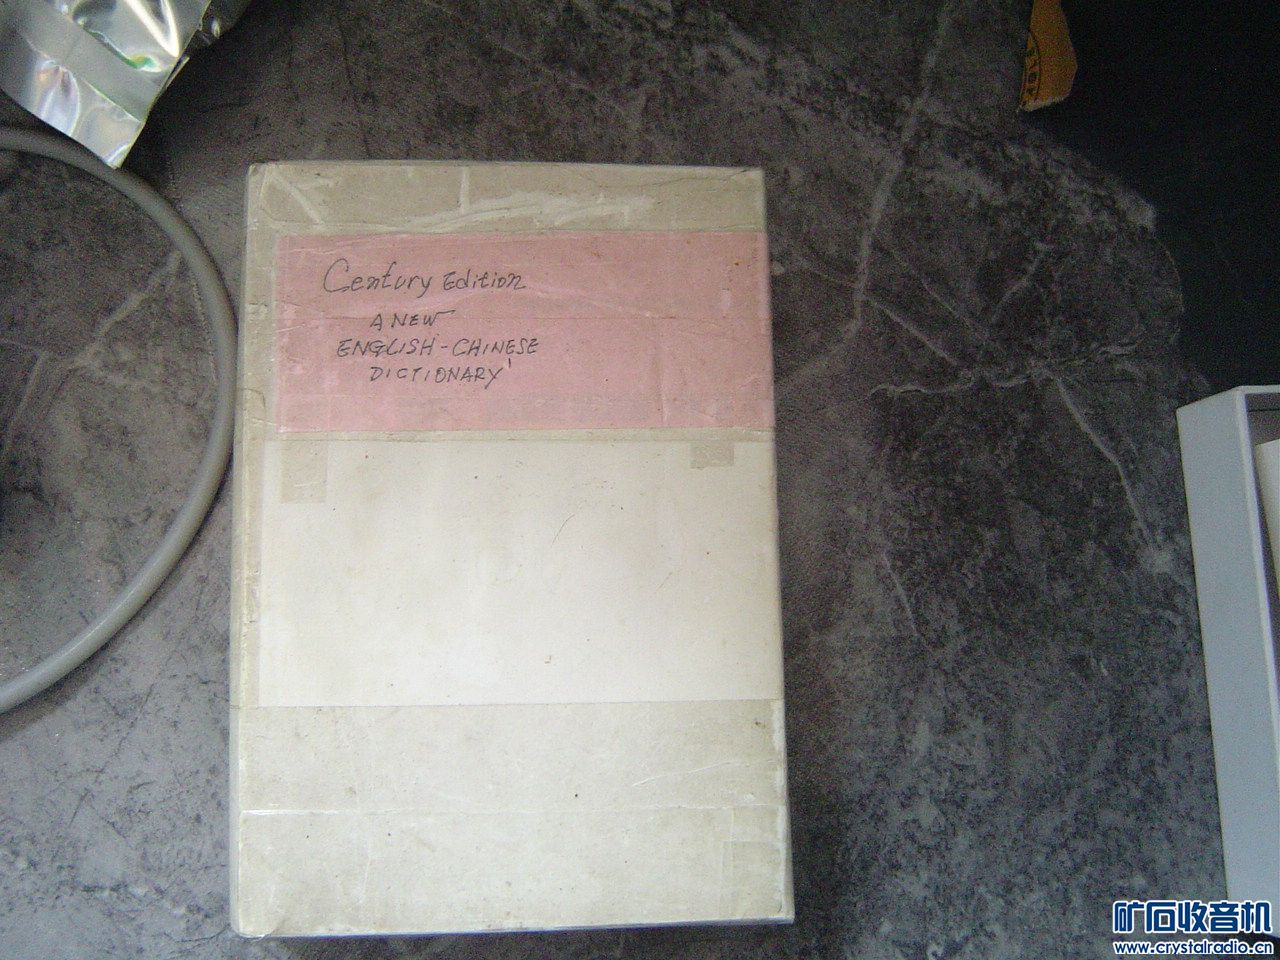 Century Edition
A NEW
ENGLISH-CHINESE
DICTIONARY
矿石收音机
www.crystalradio.cn